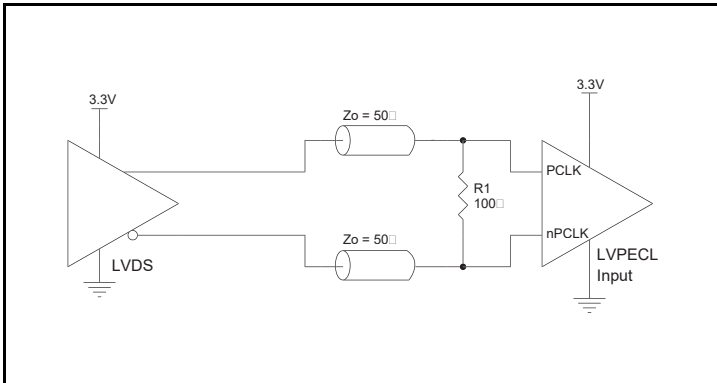 3.3V
3.3V
Zo = 50□
PCLK
R1
100□
nPCLK
Zo = 50□
LVDS
LVPECL
Input